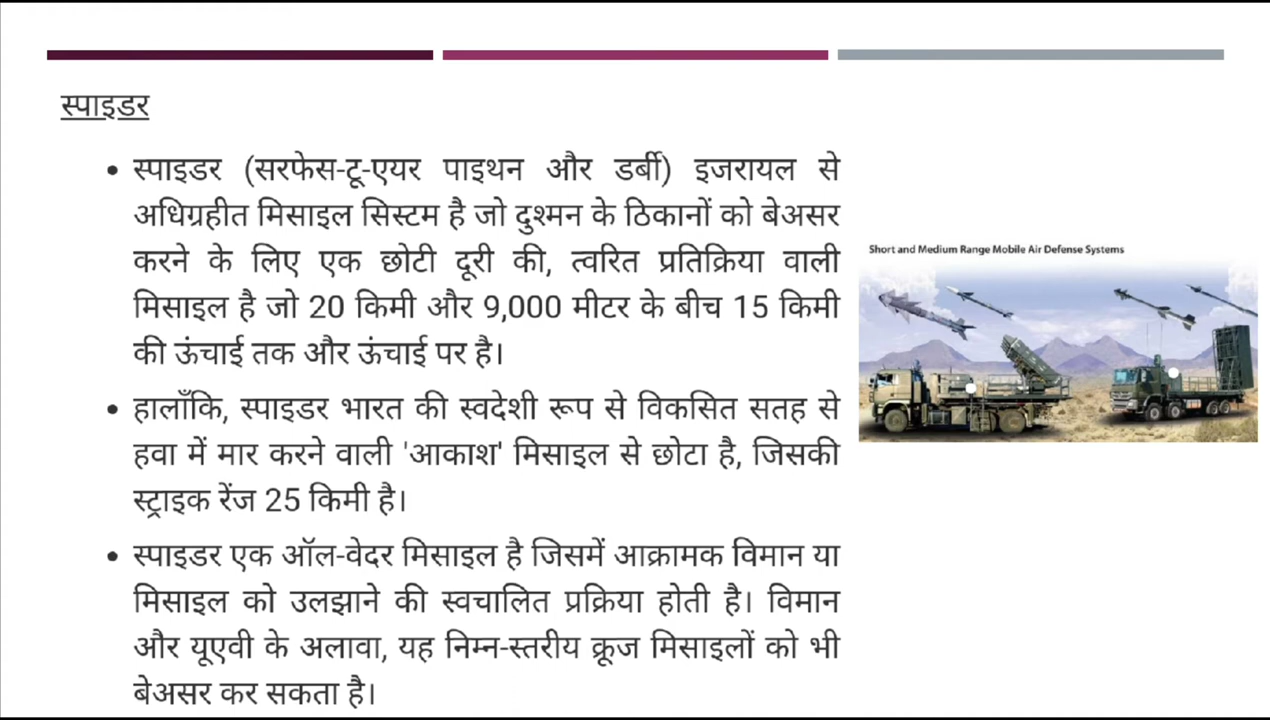 स्पाइडर
• स्पाइडर (सरफेस-टू-एयर पाइथन और डर्बी) इजरायल से
अधिग्रहीत मिसाइल सिस्टम है जो दुश्मन के ठिकानों को बेअसर
करने के लिए एक छोटी दूरी की, त्वरित प्रतिक्रिया वाली
मिसाइल है जो 20 किमी और 9,000 मीटर के बीच 15 किमी
की ऊंचाई तक और ऊंचाई पर है।
• हालाँकि, स्पाइडर भारत की स्वदेशी रूप से विकसित सतह से
हवा में मार करने वाली 'आकाश' मिसाइल से छोटा है, जिसकी
स्ट्राइक रेंज 25 किमी है।
• स्पाइडर एक ऑल-वेदर मिसाइल है जिसमें आक्रामक विमान या
मिसाइल को उलझाने की स्वचालित प्रक्रिया होती है। विमान
और यूएवी के अलावा, यह निम्न-स्तरीय क्रूज मिसाइलों को भी
बेअसर कर सकता है।
Short and Medium Range Mobile Air Defense Systems